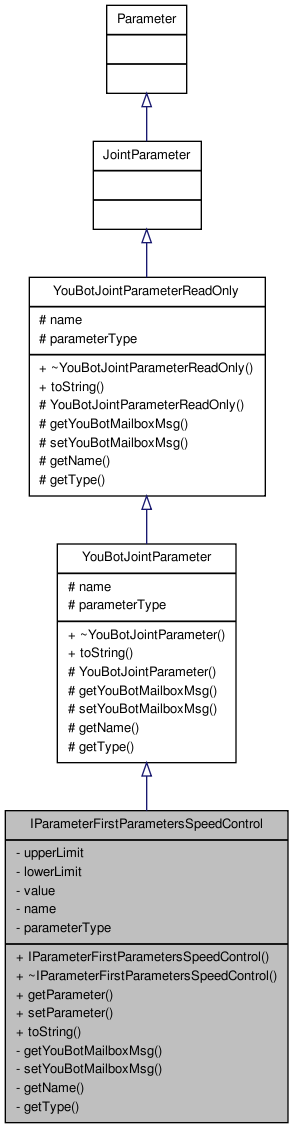 Parameter
JointParameter
YouBotJointParameterReadOnly
# name
# parameterType
+ ~YouBotJointParameterReadOnly()
+ toString()
# YouBotJointParameterReadOnly()
# getYouBotMailboxMsg()
# setYouBotMailboxMsg()
# getName()
# getType()
YouBotJointParameter
# name
# parameterType
+ ~YouBotJointParameter()
+ toString()
# YouBotJointParameter()
# getYouBotMailboxMsg()
# setYouBotMailboxMsg()
# getName()
# getType()
IParameterFirstParametersSpeedControl
- upperLimit
- lowerLimit
- value
- name
- parameterType
+ IParameterFirstParametersSpeedControl()
+ ~IParameterFirstParametersSpeedControl()
+ getParameter()
+ setParameter()
+ toString()
- getYouBotMailboxMsg()
- setYouBotMailboxMsg()
- getName()
- getType()